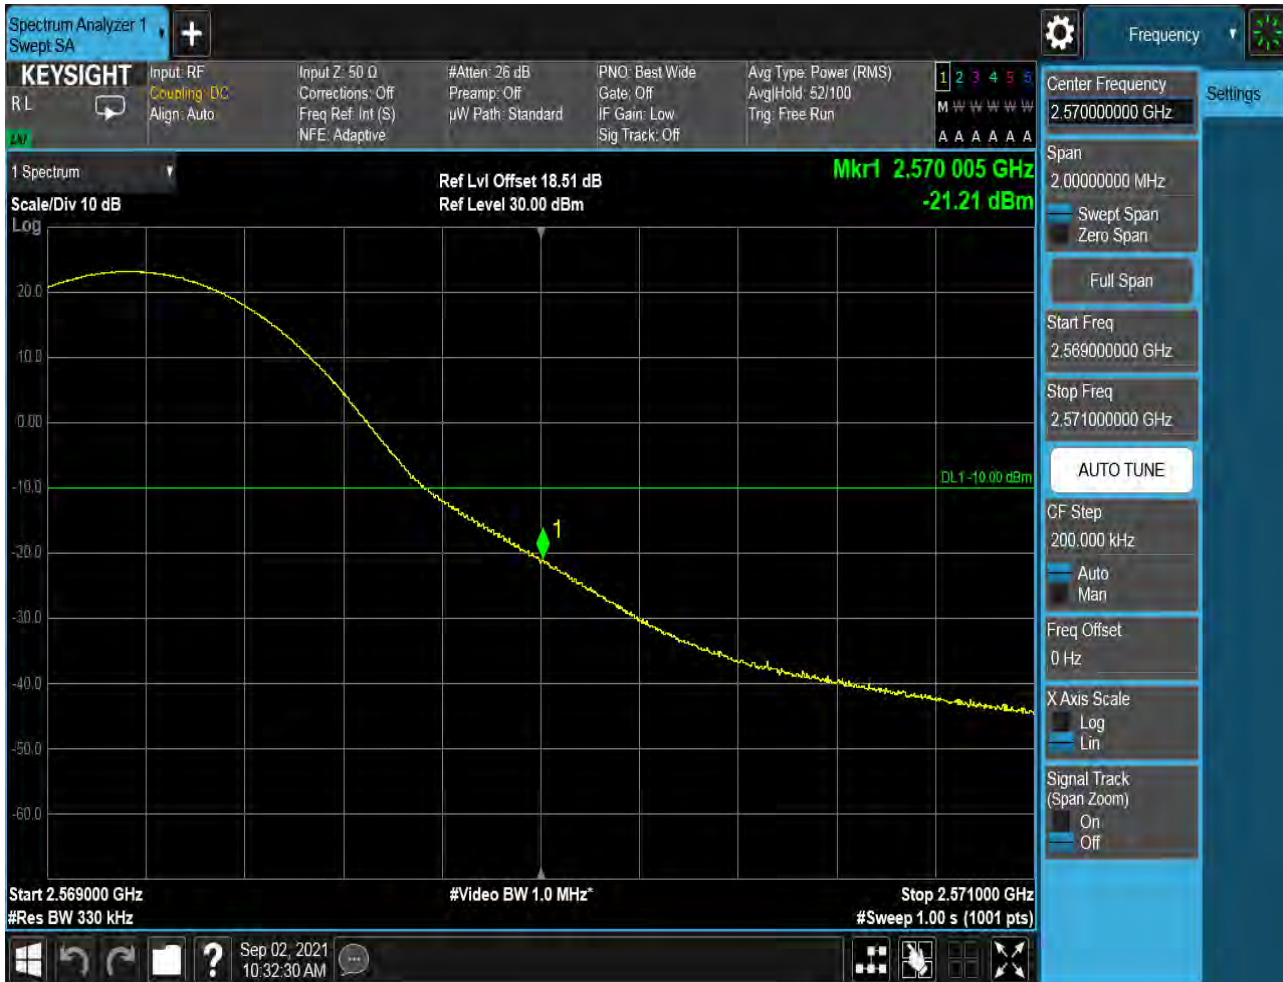 Spectrum Analyzer 1
Swept SA
+
Frequency
KEYSIGHT
R L
LNI
Input: RF
Coupling: DC
Align: Auto
Input Z: 50 Ω
Corrections: Off
Freq Ref: Int (S)
NFE: Adaptive
#Atten: 26 dB
Preamp: Off
µW Path: Standard
PNO: Best Wide
Gate: Off
IF Gain: Low
Sig Track: Off
Avg Type: Power (RMS)
Avg|Hold: 52/100
Trig: Free Run
1 2 3 4 5 6
M W W W W W
A A A A A A
1 Spectrum
Scale/Div 10 dB
Log
Ref Lvl Offset 18.51 dB
Ref Level 30.00 dBm
Mkr1 2.570 005 GHz
-21.21 dBm
20.0
10.0
0.00
-10.0
-20.0
-30.0
-40.0
-50.0
-60.0
DL1 -10.00 dBm
1
Start 2.569000 GHz
#Res BW 330 kHz
#Video BW 1.0 MHz*
Stop 2.571000 GHz
#Sweep 1.00 s (1001 pts)
Center Frequency
2.570000000 GHz
Settings
Span
2.00000000 MHz
Swept Span
Zero Span
Full Span
Start Freq
2.569000000 GHz
Stop Freq
2.571000000 GHz
AUTO TUNE
CF Step
200.000 kHz
Auto
Man
Freq Offset
0 Hz
X Axis Scale
Log
Lin
Signal Track
(Span Zoom)
On
Off
?
Sep 02, 2021
10:32:30 AM